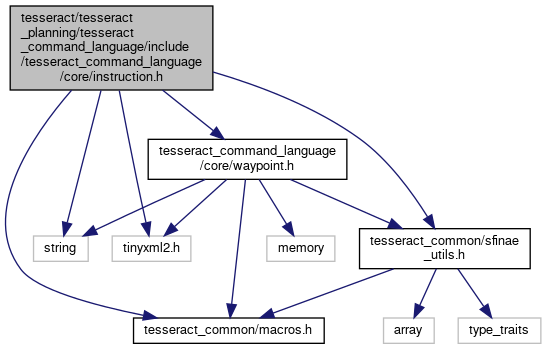 tesseract/tesseract
_planning/tesseract
_command_language/include
/tesseract_command_language
/core/instruction.h
tesseract_command_language
/core/waypoint.h
string
tinyxml2.h
memory
tesseract_common/sfinae
_utils.h
tesseract_common/macros.h
array
type_traits